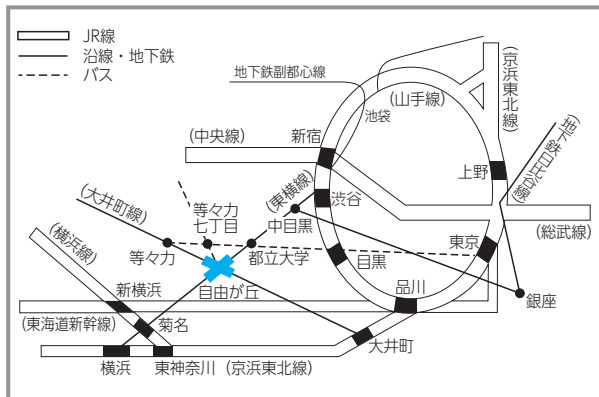 JR線
沿線・地下鉄
バス
地下鉄副都心線
(京浜東北線)
(山手線)
池袋
(地下鉄日比谷線)
(中央線)
新宿
上野
(大井町線)
等々力
七丁目
(東横線)
中目黒
渋谷
(総武線)
(横浜線)
等々力
都立大学
目黒
東京
新横浜
自由が丘
品川
銀座
(東海道新幹線)
菊名
大井町
横浜
東神奈川
(京浜東北線)